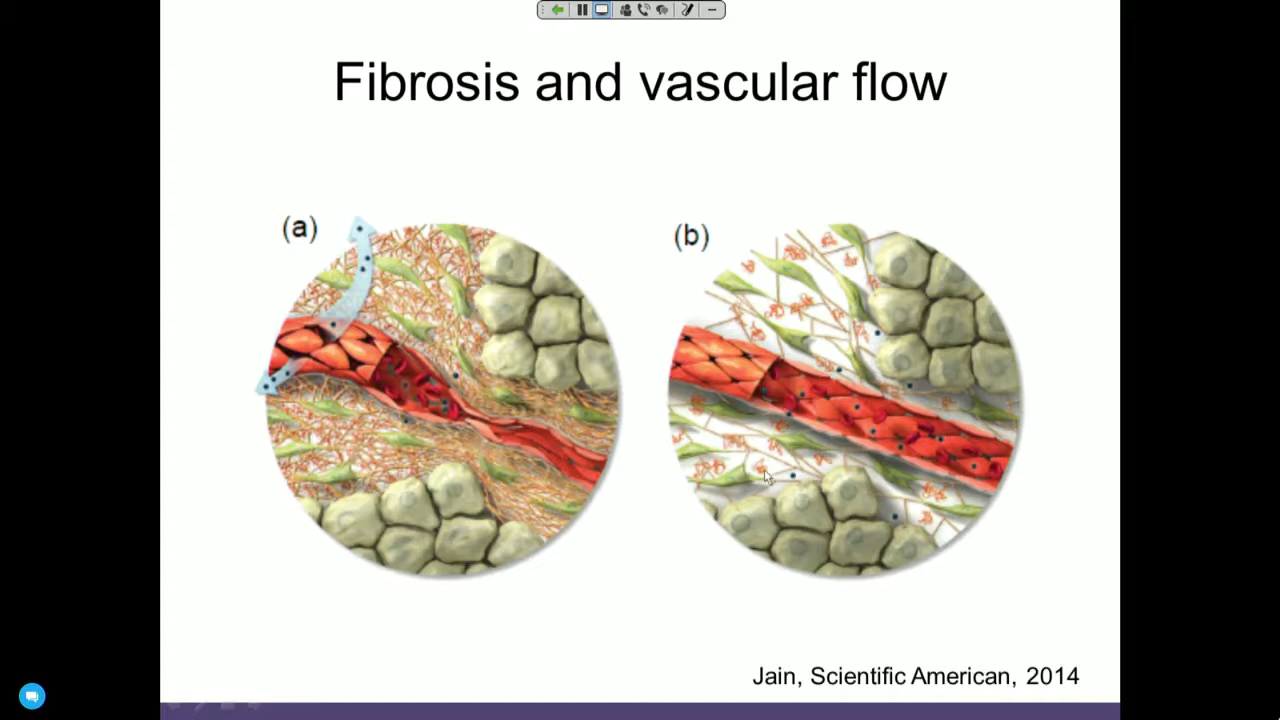 Fibrosis and vascular flow
(a)
(b)
Jain, Scientific American, 2014